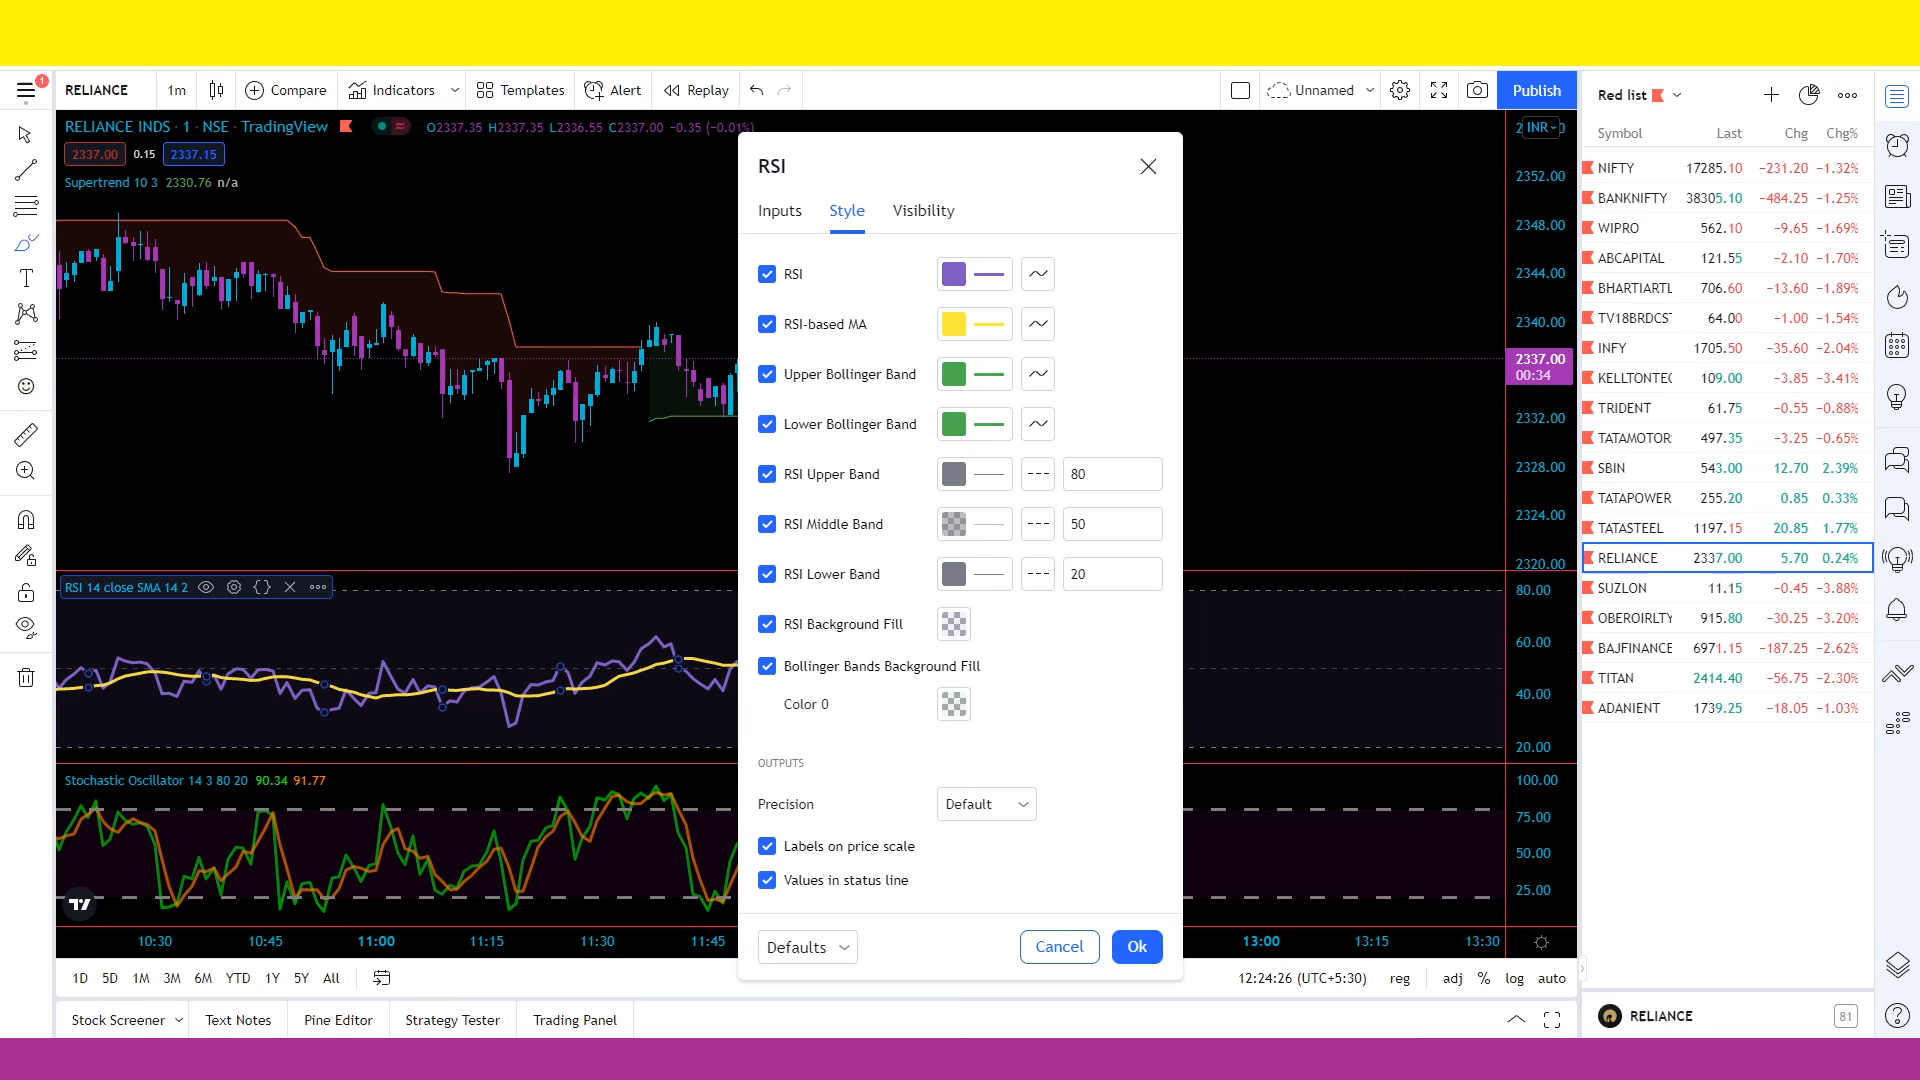 1
RELIANCE 1m Compare Indicators Templates Alert Replay Unnamed Publish
RELIANCE INDS · 1 · NSE · TradingView O2337.35 H2337.35 L2336.55 C2337.00 −0.35 (−0.01%)
2337.00 0.15 2337.15
Supertrend 10 3 2330.76 n/a
INR
2352.00
2348.00
2344.00
2340.00
2337.00
00:34
2332.00
2328.00
2324.00
2320.00
RSI 14 close SMA 14 2
80.00
60.00
40.00
20.00
Stochastic Oscillator 14 3 80 20 90.34 91.77
100.00
75.00
50.00
25.00
10:30 10:45 11:00 11:15 11:30 11:45 13:00 13:15 13:30
1D 5D 1M 3M 6M YTD 1Y 5Y All
12:24:26 (UTC+5:30) reg adj % log auto
Stock Screener Text Notes Pine Editor Strategy Tester Trading Panel
RSI
Inputs Style Visibility
RSI
RSI-based MA
Upper Bollinger Band
Lower Bollinger Band
RSI Upper Band 80
RSI Middle Band 50
RSI Lower Band 20
RSI Background Fill
Bollinger Bands Background Fill
Color 0
OUTPUTS
Precision Default
Labels on price scale
Values in status line
Defaults Cancel Ok
Red list
Symbol Last Chg Chg%
NIFTY 17285.10 −231.20 −1.32%
BANKNIFTY 38305.10 −484.25 −1.25%
WIPRO 562.10 −9.65 −1.69%
ABCAPITAL 121.55 −2.10 −1.70%
BHARTIARTL 706.60 −13.60 −1.89%
TV18BRDCST 64.00 −1.00 −1.54%
INFY 1705.50 −35.60 −2.04%
KELLTONTEC 109.00 −3.85 −3.41%
TRIDENT 61.75 −0.55 −0.88%
TATAMOTORS 497.35 −3.25 −0.65%
SBIN 543.00 12.70 2.39%
TATAPOWER 255.20 0.85 0.33%
TATASTEEL 1197.15 20.85 1.77%
RELIANCE 2337.00 5.70 0.24%
SUZLON 11.15 −0.45 −3.88%
OBEROIRLTY 915.80 −30.25 −3.20%
BAJFINANCE 6971.15 −187.25 −2.62%
TITAN 2414.40 −56.75 −2.30%
ADANIENT 1739.25 −18.05 −1.03%
RELIANCE 81